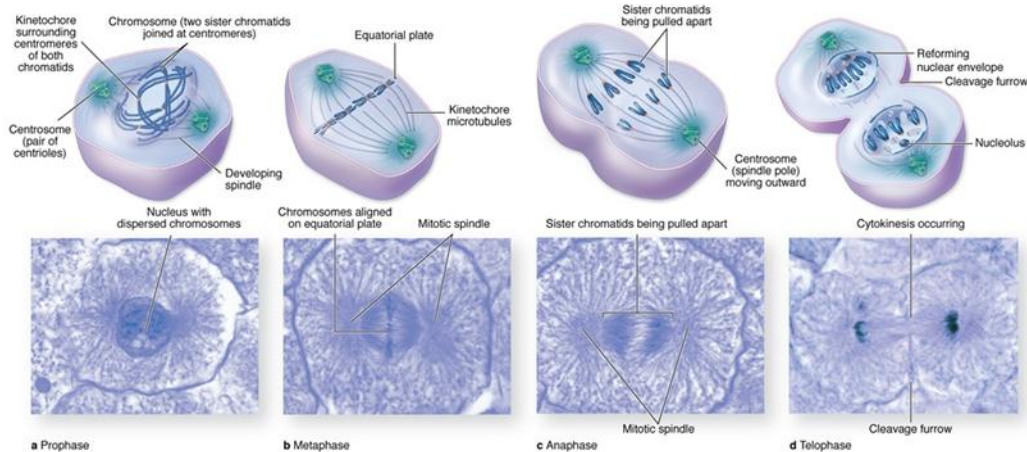 Kinetochore
surrounding
centromeres
of both
chromatids
Chromosome (two sister chromatids
joined at centromeres)
Centrosome
(pair of
centrioles)
Developing
spindle
Equatorial plate
Kinetochore
microtubules
Sister chromatids
being pulled apart
Centrosome
(spindle pole)
moving outward
Reforming
nuclear envelope
Cleavage furrow
Nucleolus
Nucleus with
dispersed chromosomes
Chromosomes aligned
on equatorial plate
Mitotic spindle
Sister chromatids being pulled apart
Cytokinesis occurring
Mitotic spindle
Cleavage furrow
a Prophase
b Metaphase
c Anaphase
d Telophase